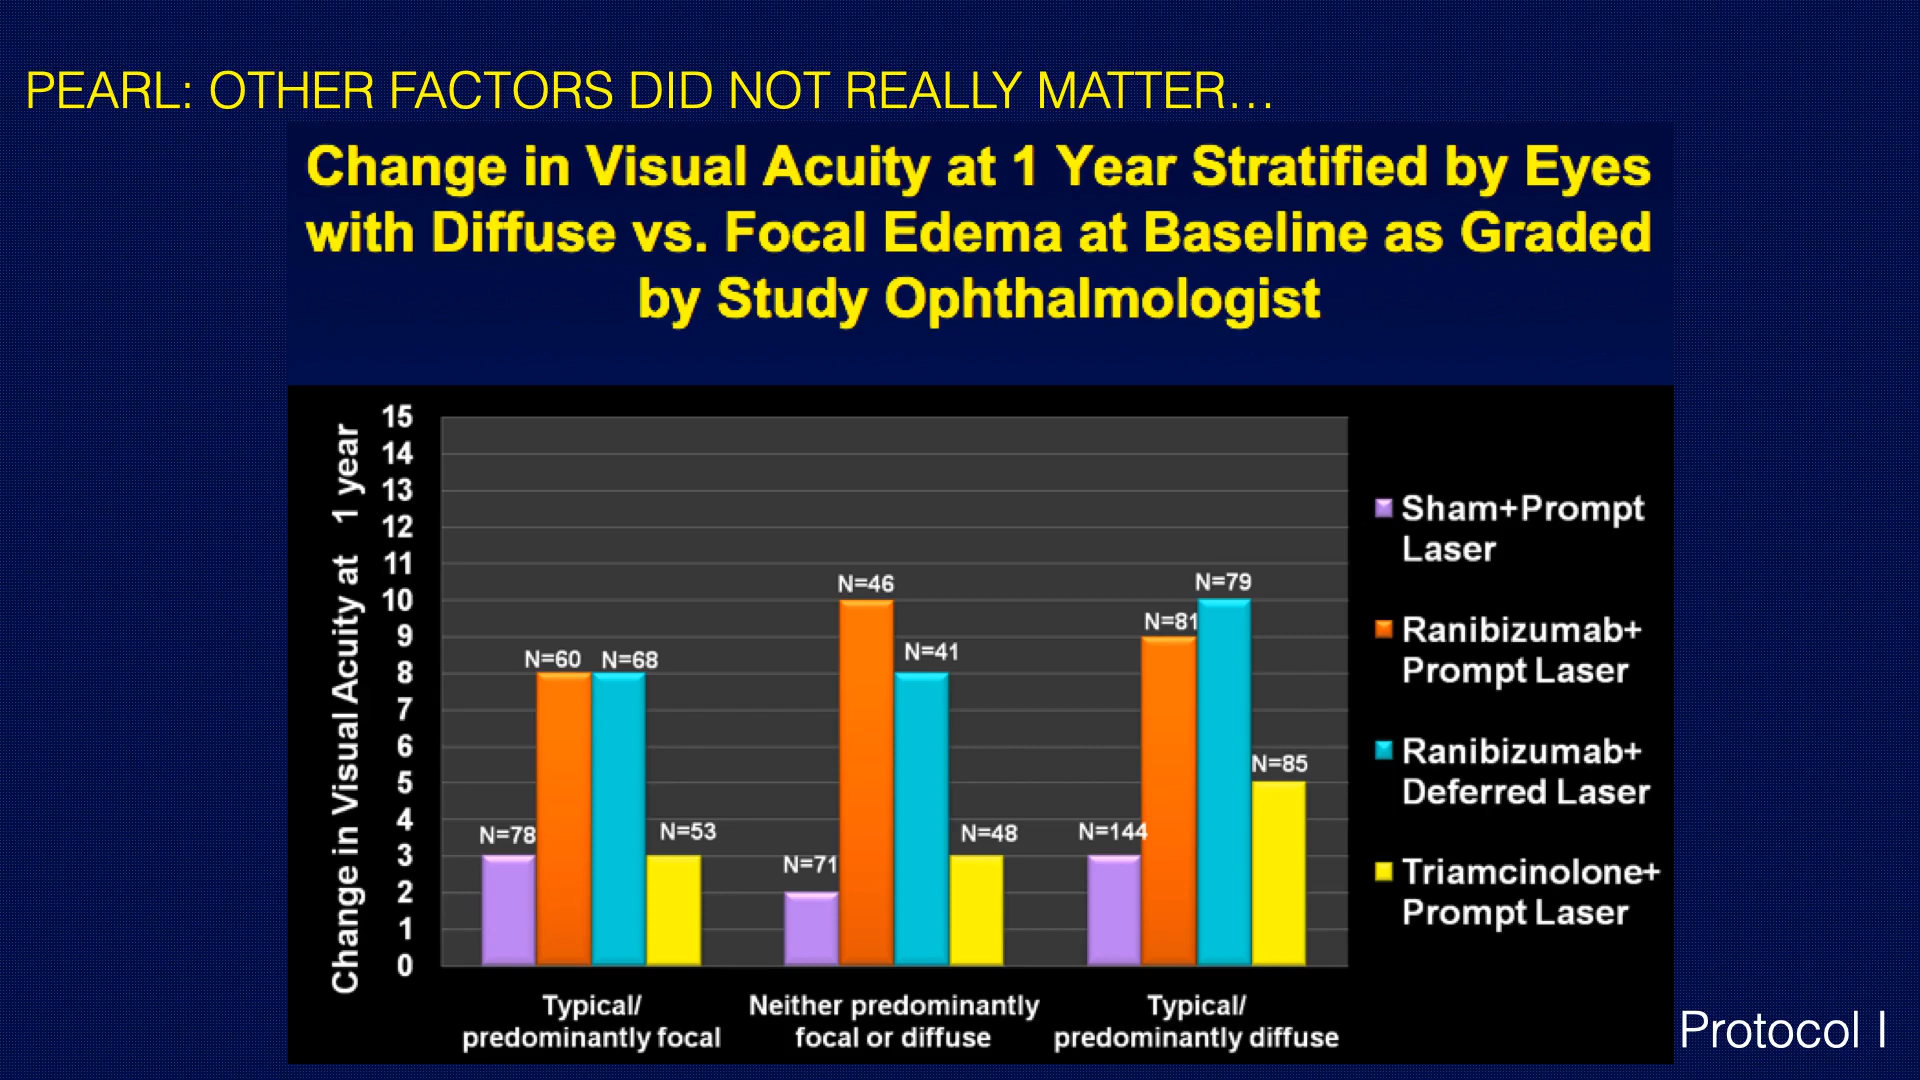 PEARL: OTHER FACTORS DID NOT REALLY MATTER…
Change in Visual Acuity at 1 Year Stratified by Eyes
with Diffuse vs. Focal Edema at Baseline as Graded
by Study Ophthalmologist
Change in Visual Acuity at 1 year
15
14
13
12
11
10
9
8
7
6
5
4
3
2
1
0
N=78
N=60
N=68
N=53
N=71
N=46
N=41
N=48
N=144
N=81
N=79
N=85
Typical/
predominantly focal
Neither predominantly
focal or diffuse
Typical/
predominantly diffuse
Sham+Prompt
Laser
Ranibizumab+
Prompt Laser
Ranibizumab+
Deferred Laser
Triamcinolone+
Prompt Laser
Protocol I